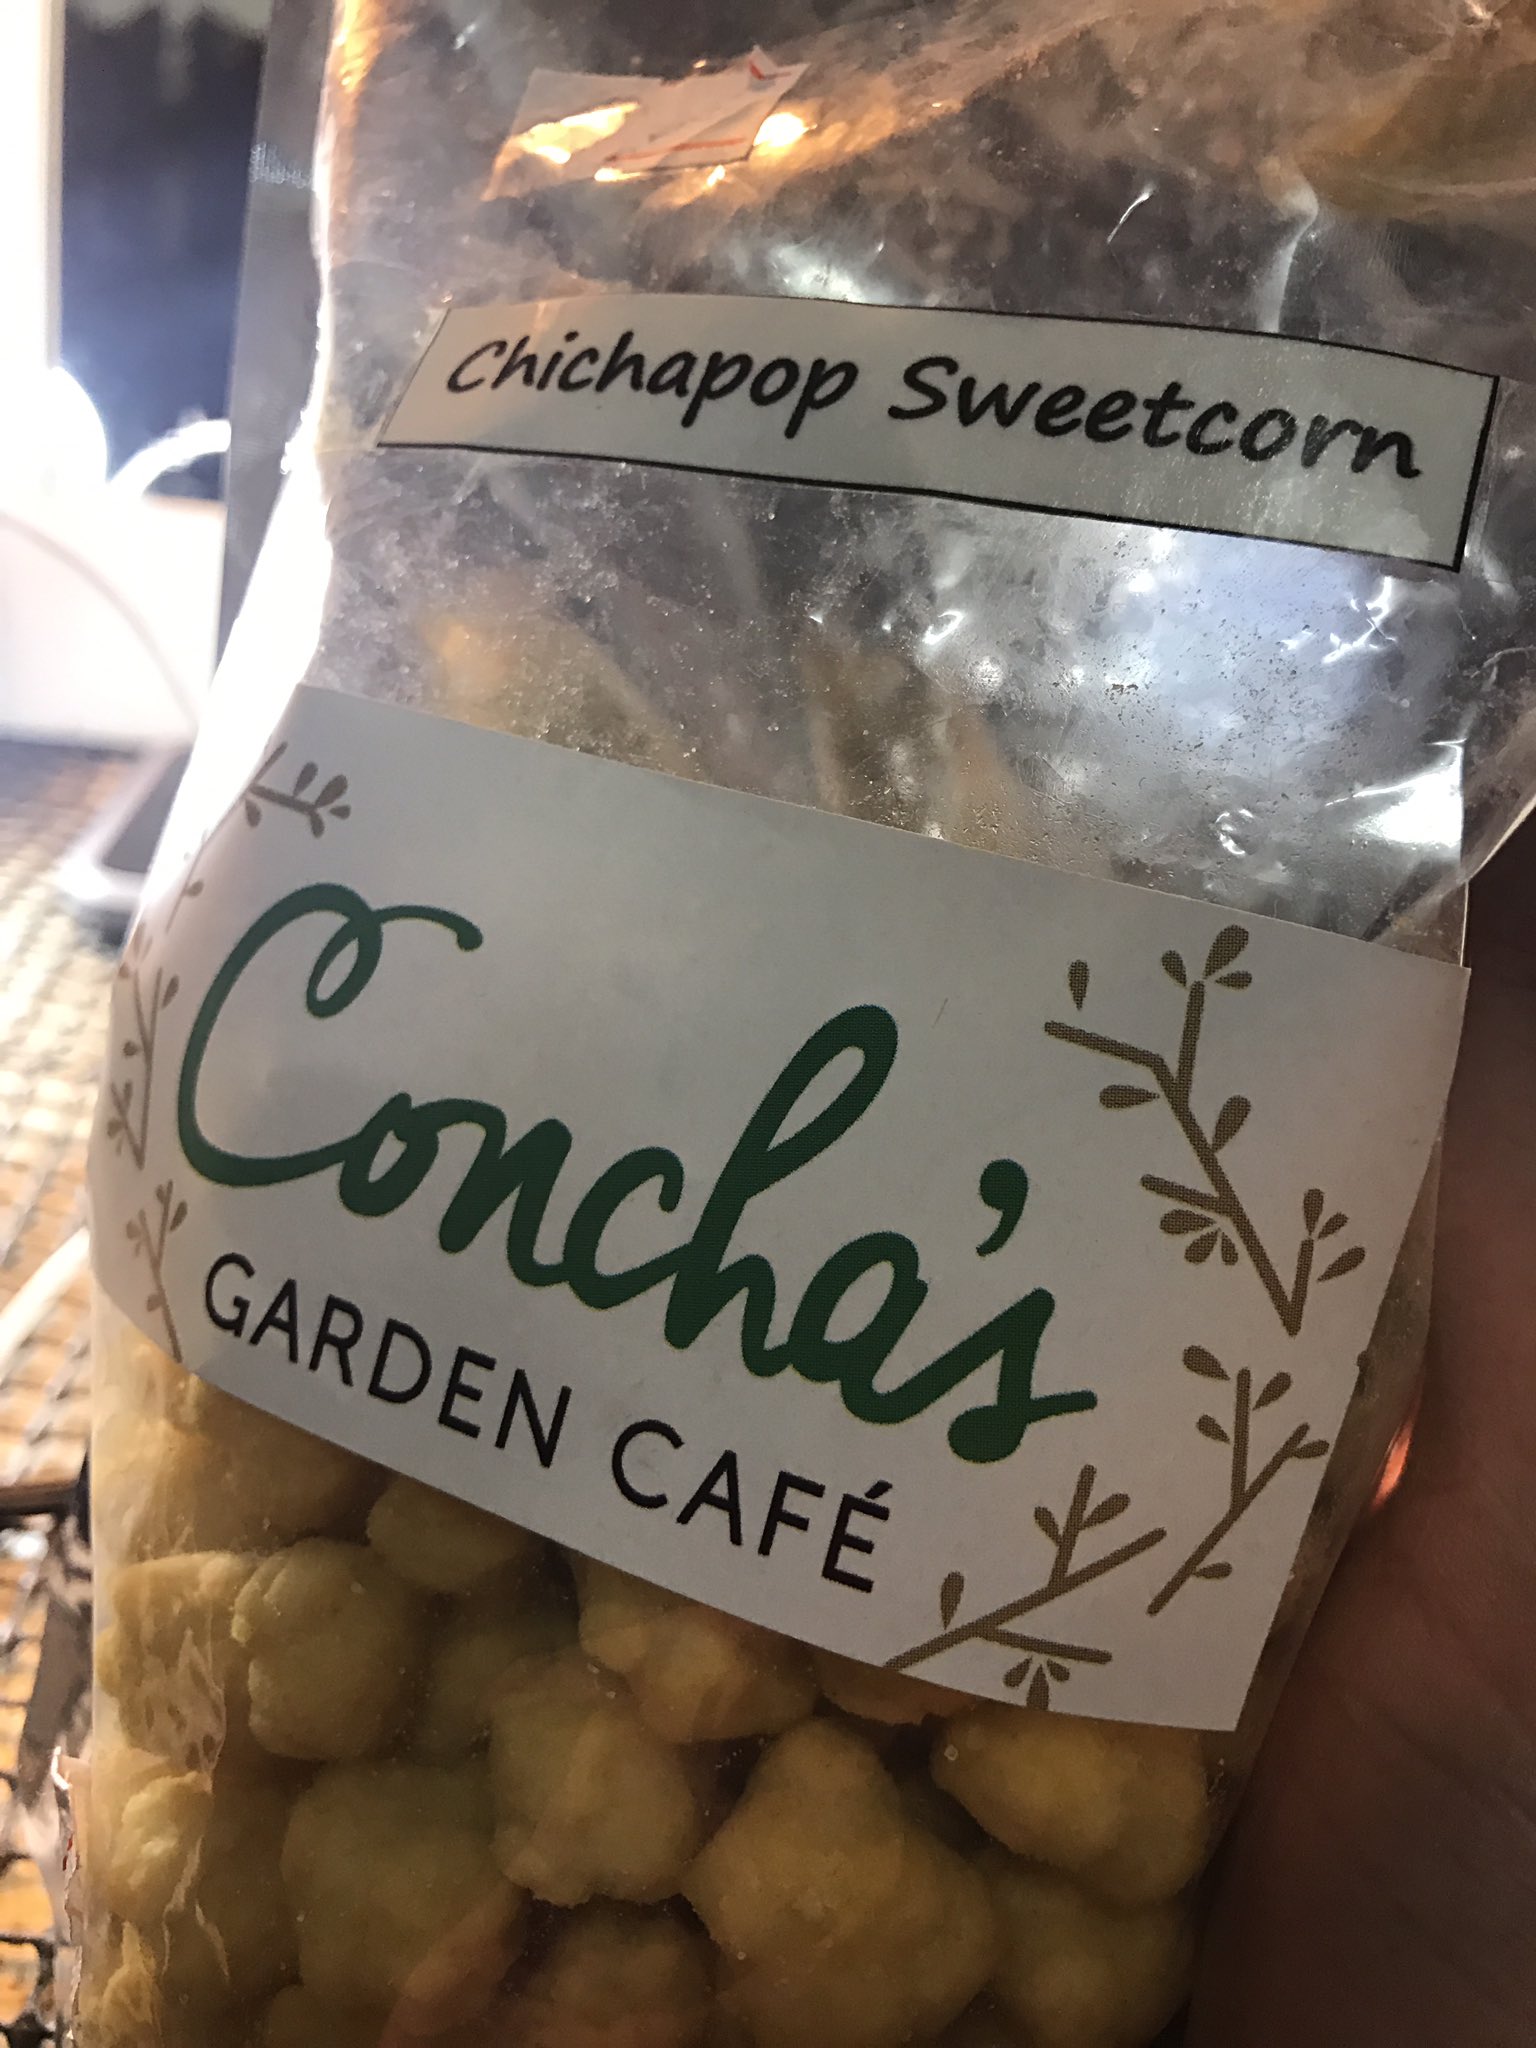 Chichapop Sweetcorn
Concha's
GARDEN CAFÉ